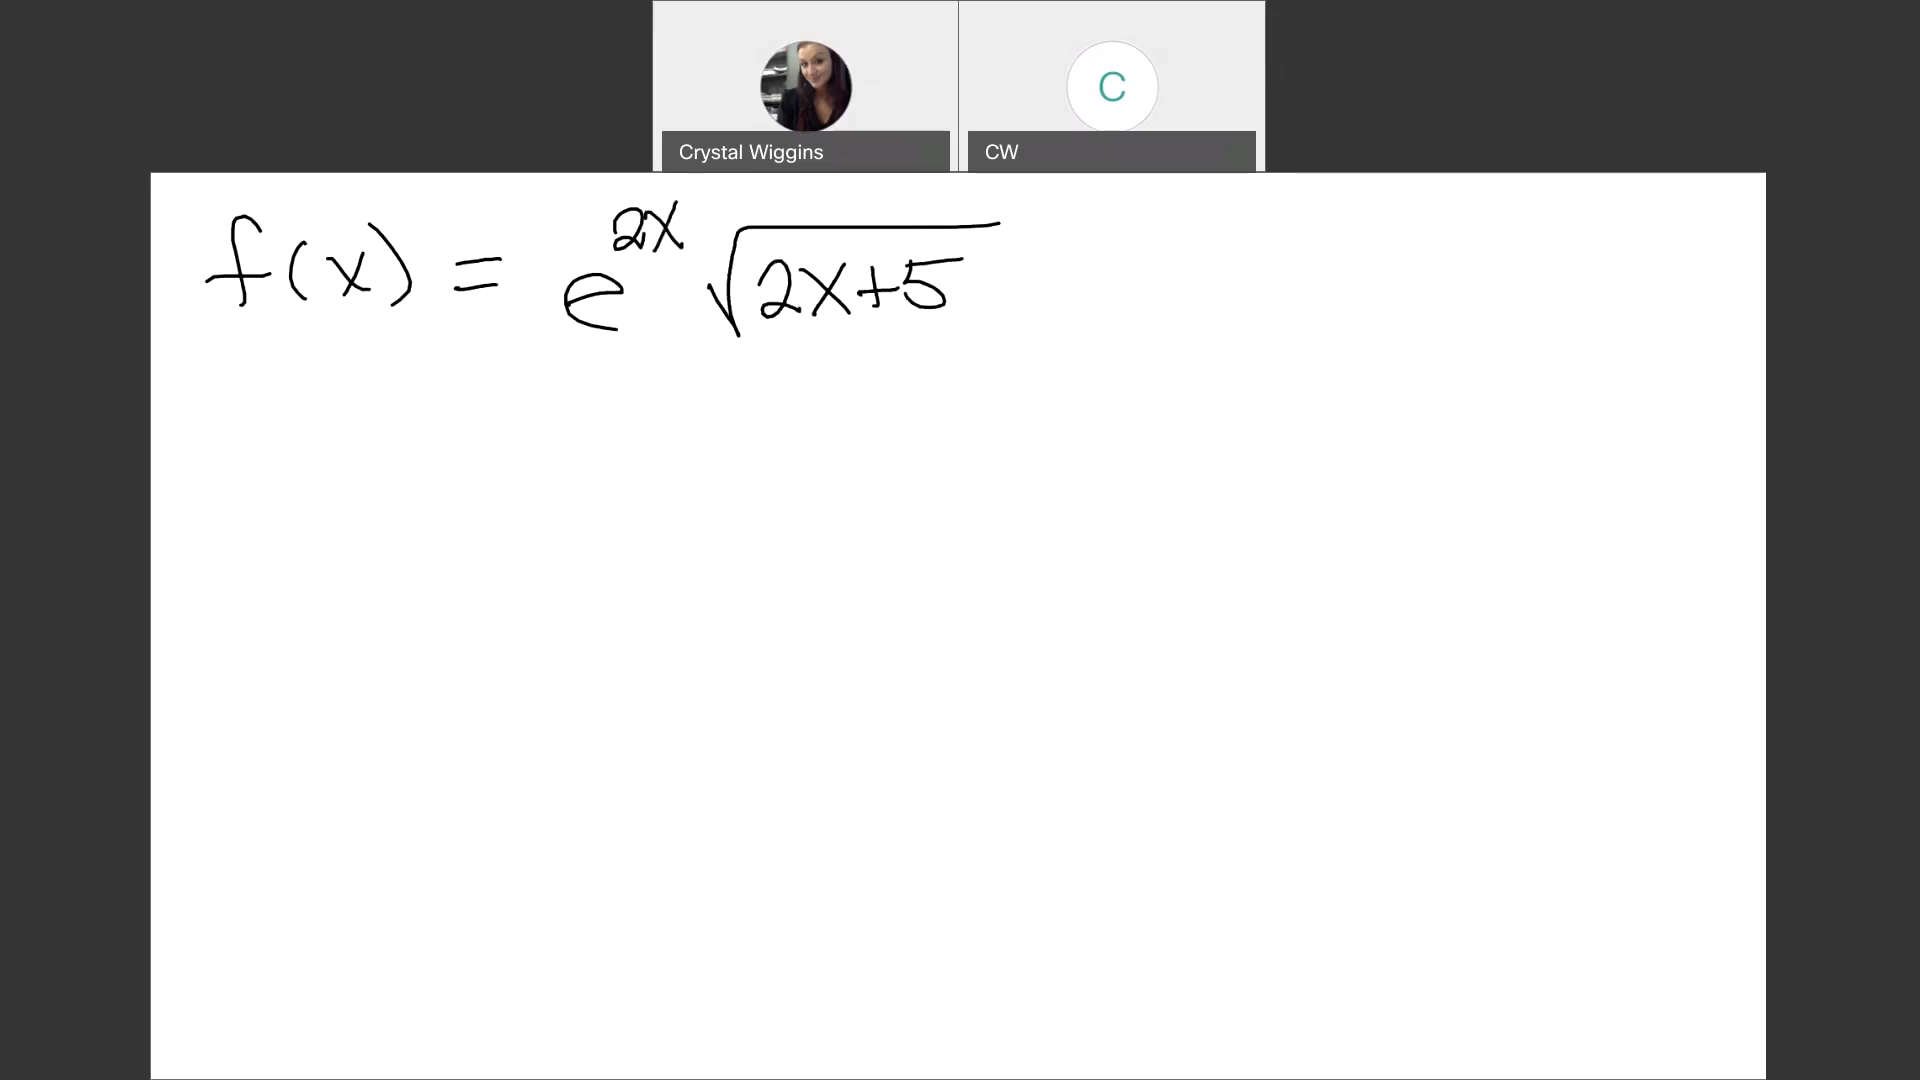 Crystal Wiggins
C
CW
f(x) = e^{2x} √(2x+5)